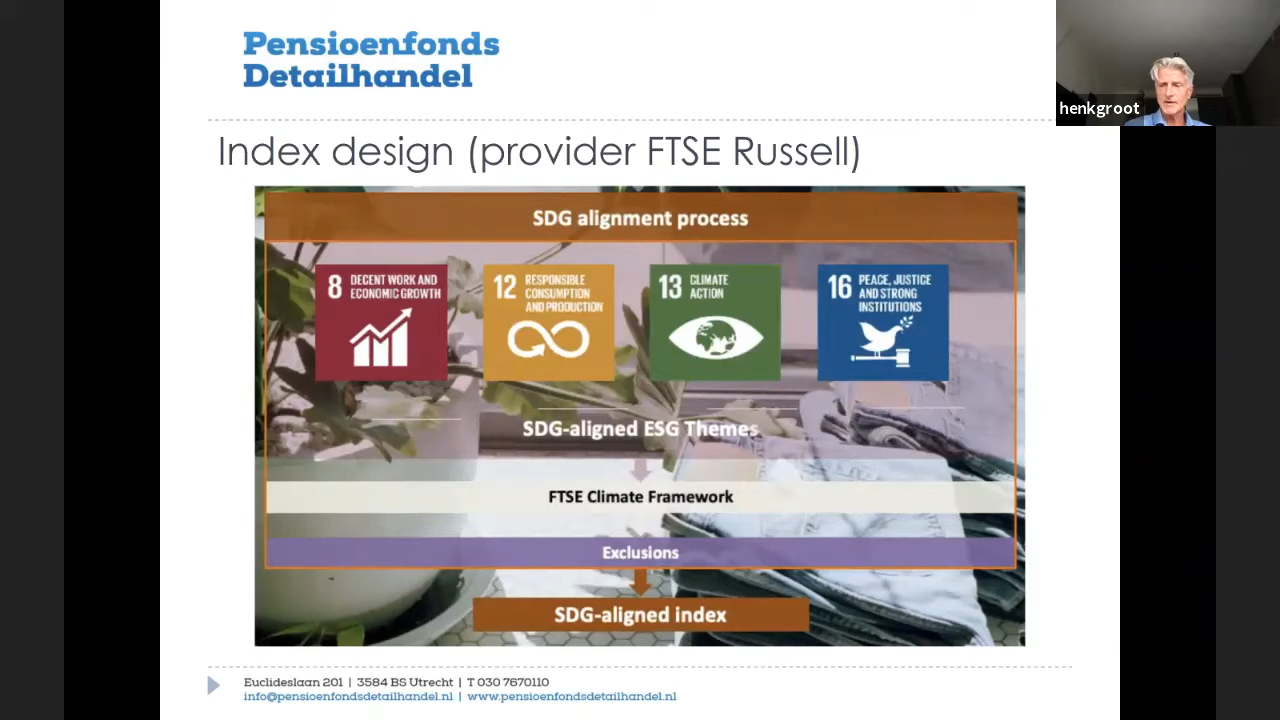 Pensioenfonds
Detailhandel
henkgroot
Index design (provider FTSE Russell)
SDG alignment process
8 DECENT WORK AND
ECONOMIC GROWTH
12 RESPONSIBLE
CONSUMPTION
AND PRODUCTION
13 CLIMATE
ACTION
16 PEACE, JUSTICE
AND STRONG
INSTITUTIONS
SDG-aligned ESG Themes
FTSE Climate Framework
Exclusions
SDG-aligned index
Euclideslaan 201 | 3584 BS Utrecht | T 030 7670110
info@pensioenfondsdetailhandel.nl | www.pensioenfondsdetailhandel.nl